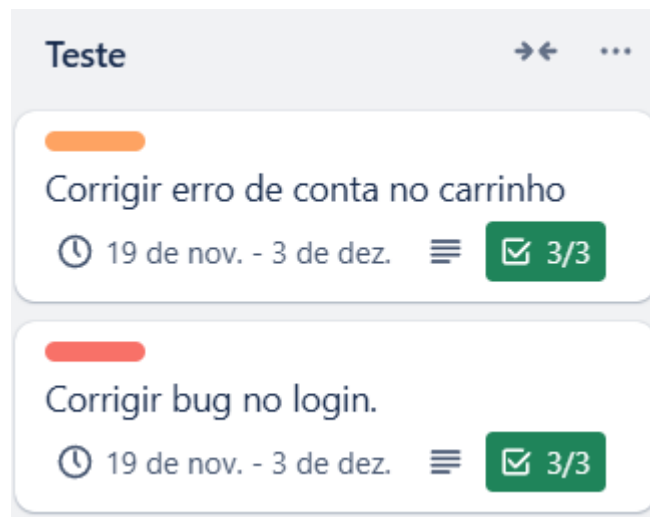 Teste
Corrigir erro de conta no carrinho
19 de nov. - 3 de dez. 3/3
Corrigir bug no login.
19 de nov. - 3 de dez. 3/3